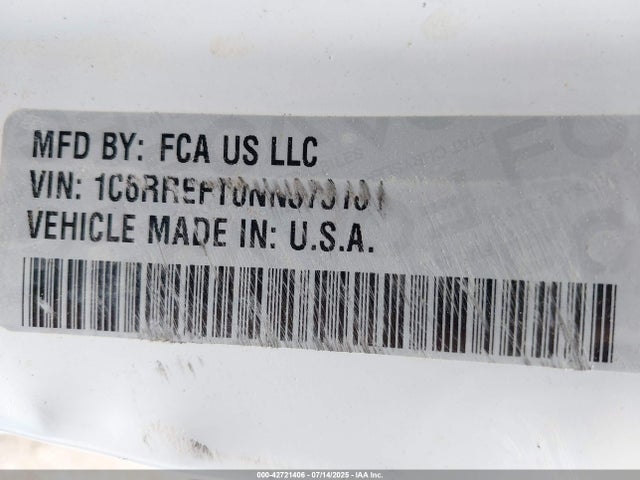 MFD BY: FCA US LLC
VIN:
VEHICLE MADE IN: U.S.A.
000-42721406 - 07/14/2025 - IAA Inc.